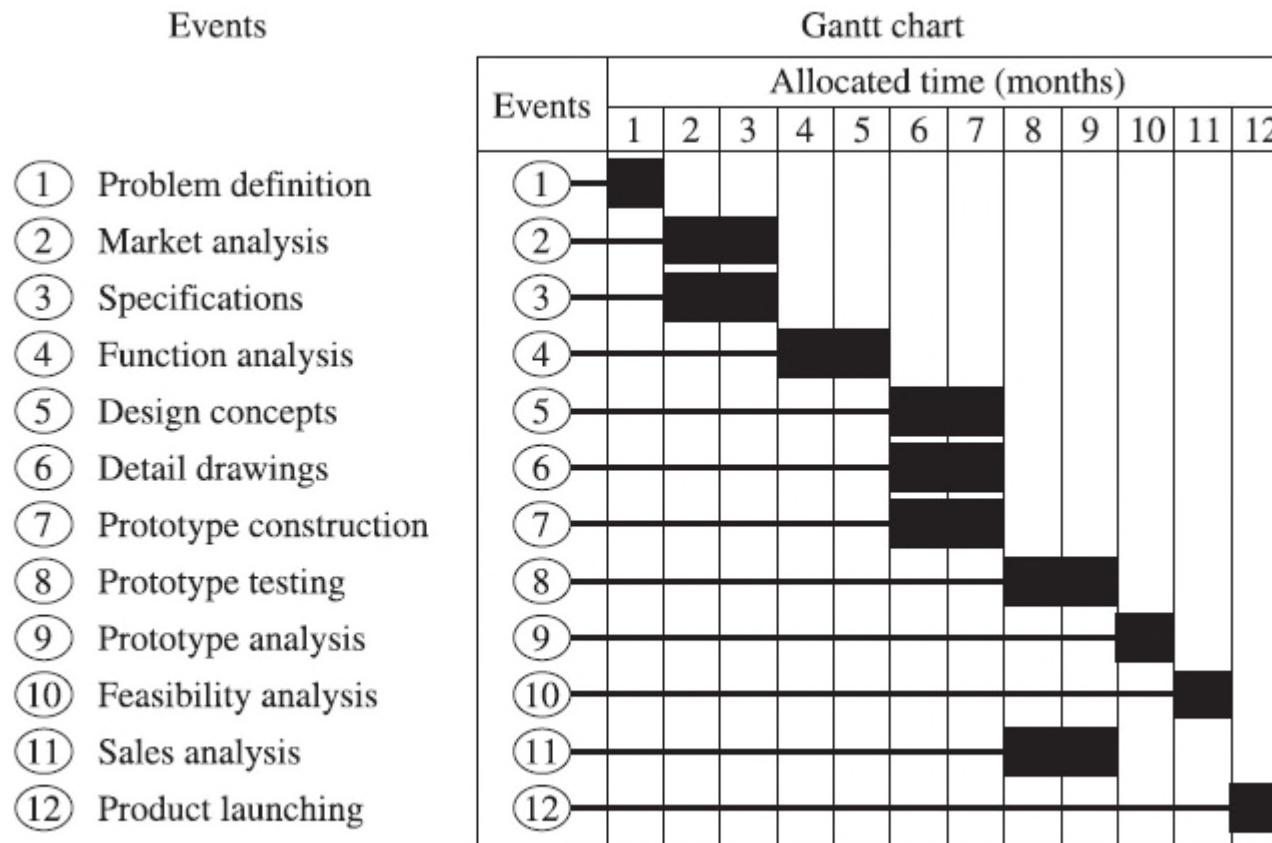 Events Gantt chart
Events Allocated time (months)
1 2 3 4 5 6 7 8 9 10 11 12
1 Problem definition 1
2 Market analysis 2
3 Specifications 3
4 Function analysis 4
5 Design concepts 5
6 Detail drawings 6
7 Prototype construction 7
8 Prototype testing 8
9 Prototype analysis 9
10 Feasibility analysis 10
11 Sales analysis 11
12 Product launching 12